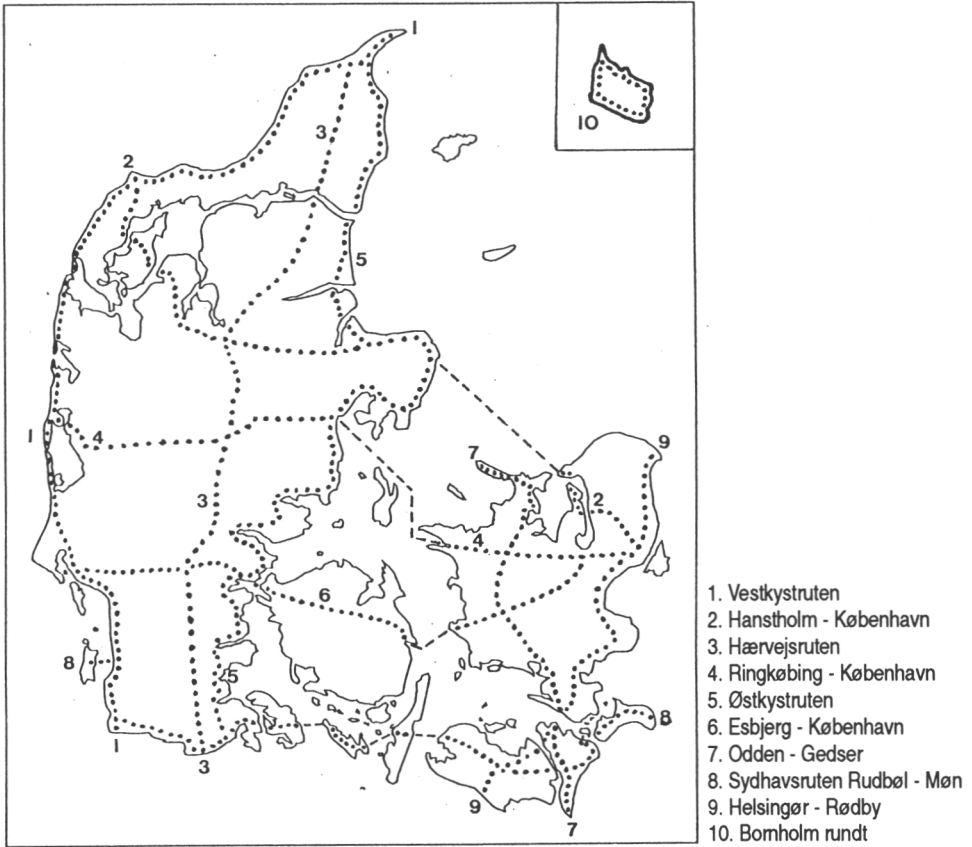 1
3
2
10
5
1
4
9
7
2
3
4
6
8
5
8
1
3
9
7
1. Vestkystruten
2. Hanstholm - København
3. Hærvejsruten
4. Ringkøbing - København
5. Østkystruten
6. Esbjerg - København
7. Odden - Gedser
8. Sydhavsruten Rudbøl - Møn
9. Helsingør - Rødby
10. Bornholm rundt